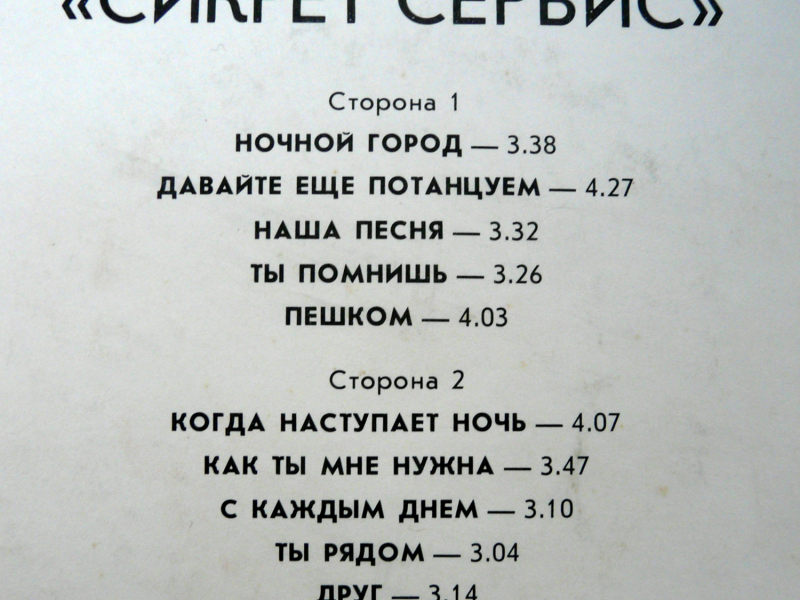 «СИКРЕТ СЕРВИС»
Сторона 1
НОЧНОЙ ГОРОД — 3.38
ДАВАЙТЕ ЕЩЕ ПОТАНЦУЕМ — 4.27
НАША ПЕСНЯ — 3.32
ТЫ ПОМНИШЬ — 3.26
ПЕШКОМ — 4.03
Сторона 2
КОГДА НАСТУПАЕТ НОЧЬ — 4.07
КАК ТЫ МНЕ НУЖНА — 3.47
С КАЖДЫМ ДНЕМ — 3.10
ТЫ РЯДОМ — 3.04
ДРУГ — 3.14